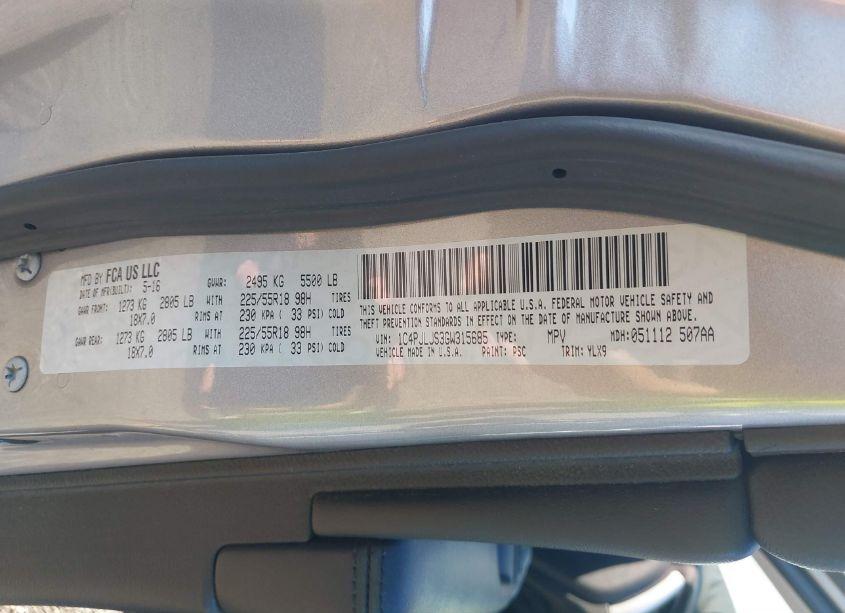 MFD BY FCA US LLC
DATE OF MFR(BUILT): 5-16 GVWR: 2495 KG 5500 LB
GAWR FRONT: 1273 KG 2805 LB WITH 225/55R18 98H TIRES
18X7.0 RIMS AT 230 KPA ( 33 PSI) COLD
GAWR REAR: 1273 KG 2805 LB WITH 225/55R18 98H TIRES
18X7.0 RIMS AT 230 KPA ( 33 PSI) COLD
THIS VEHICLE CONFORMS TO ALL APPLICABLE U.S.A. FEDERAL MOTOR VEHICLE SAFETY AND
THEFT PREVENTION STANDARDS IN EFFECT ON THE DATE OF MANUFACTURE SHOWN ABOVE.
VIN: 1C4PJLJS3GW315685 TYPE: MPV MDH: 051112 507AA
VEHICLE MADE IN U.S.A. PAINT: PSC TRIM: YLX9